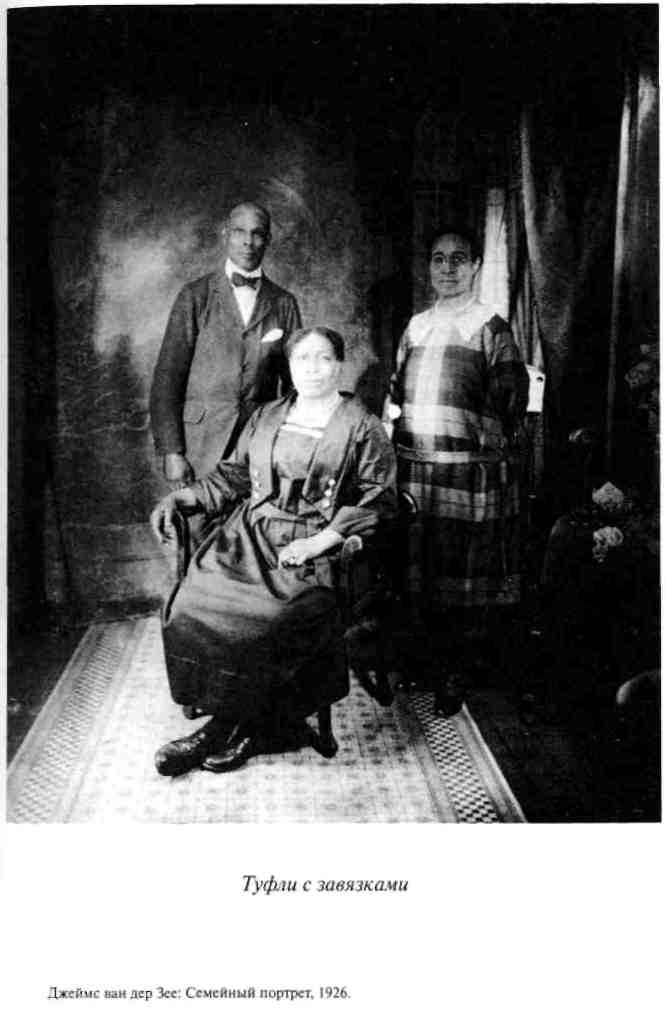 Туфли с завязками
Джеймс ван дер Зее: Семейный портрет, 1926.